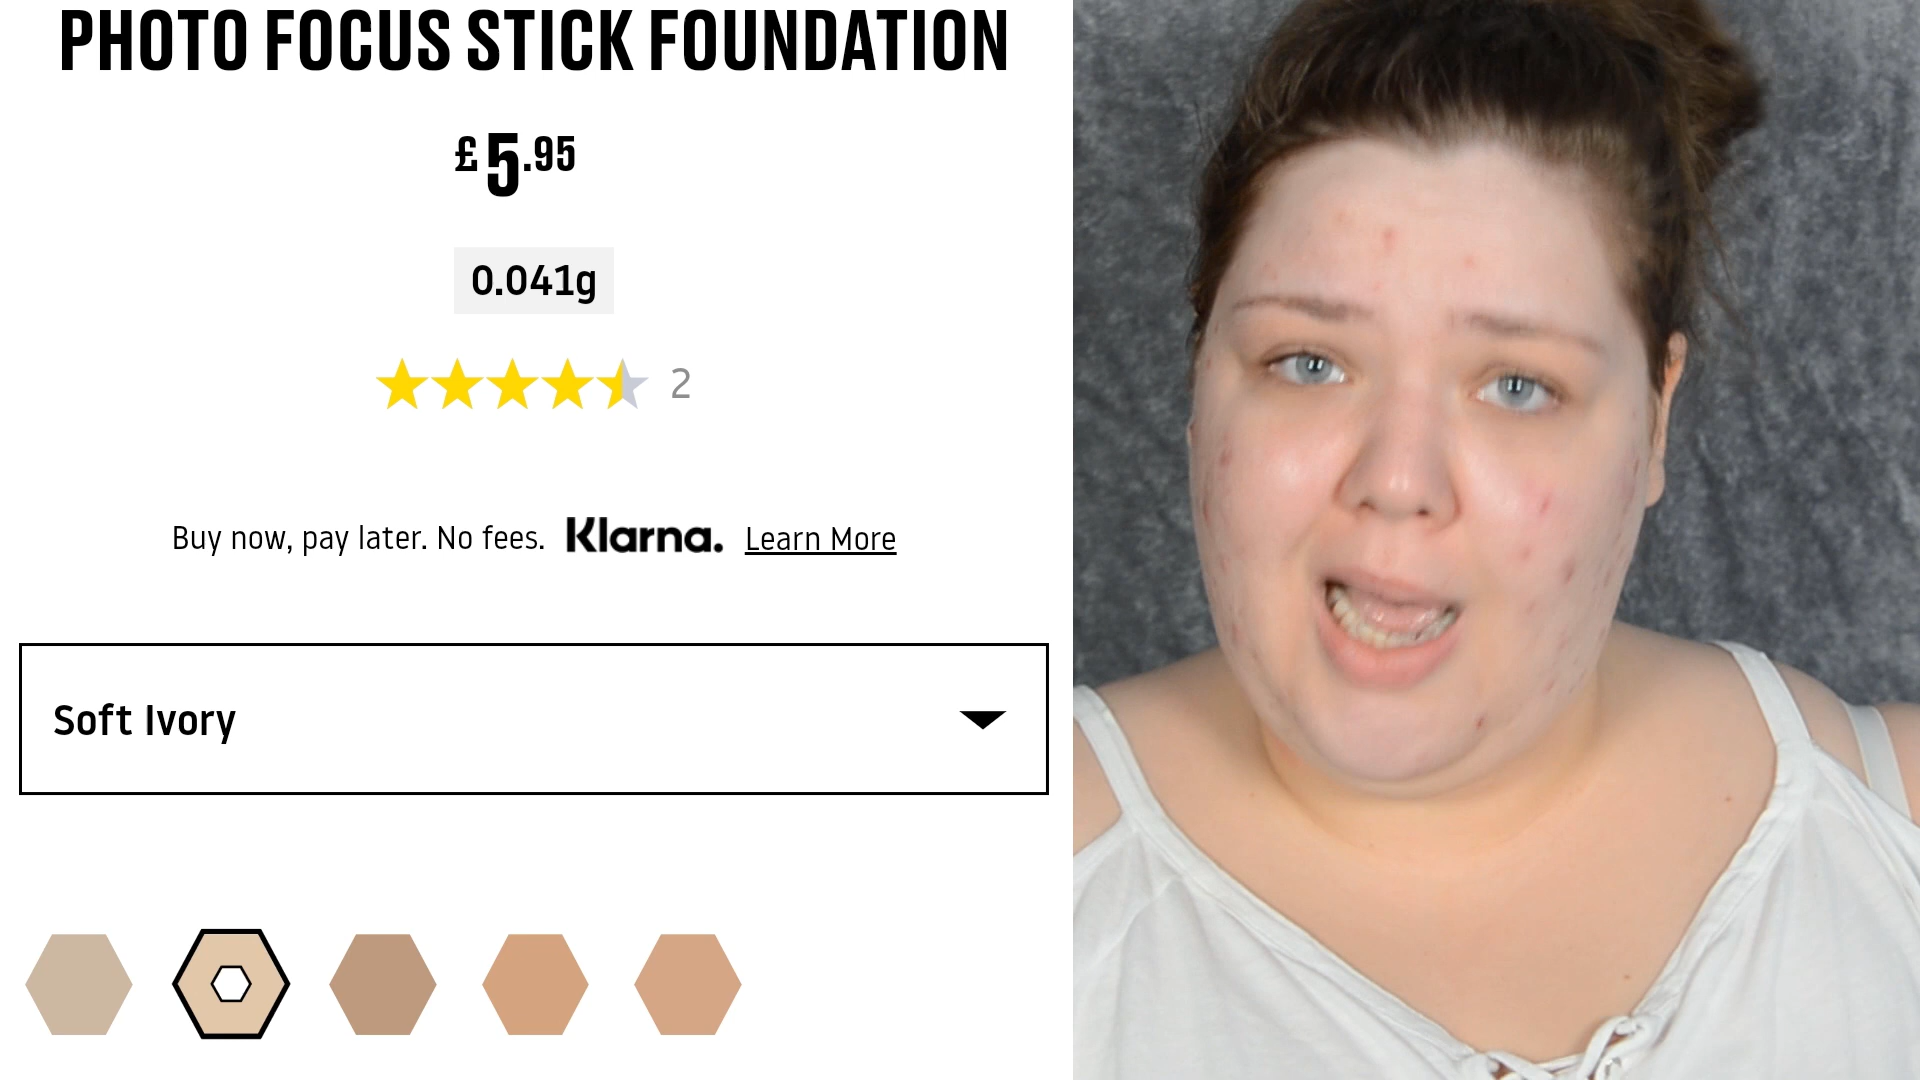 PHOTO FOCUS STICK FOUNDATION
£5.95
0.041g
2
Buy now, pay later. No fees. Klarna. Learn More
Soft Ivory